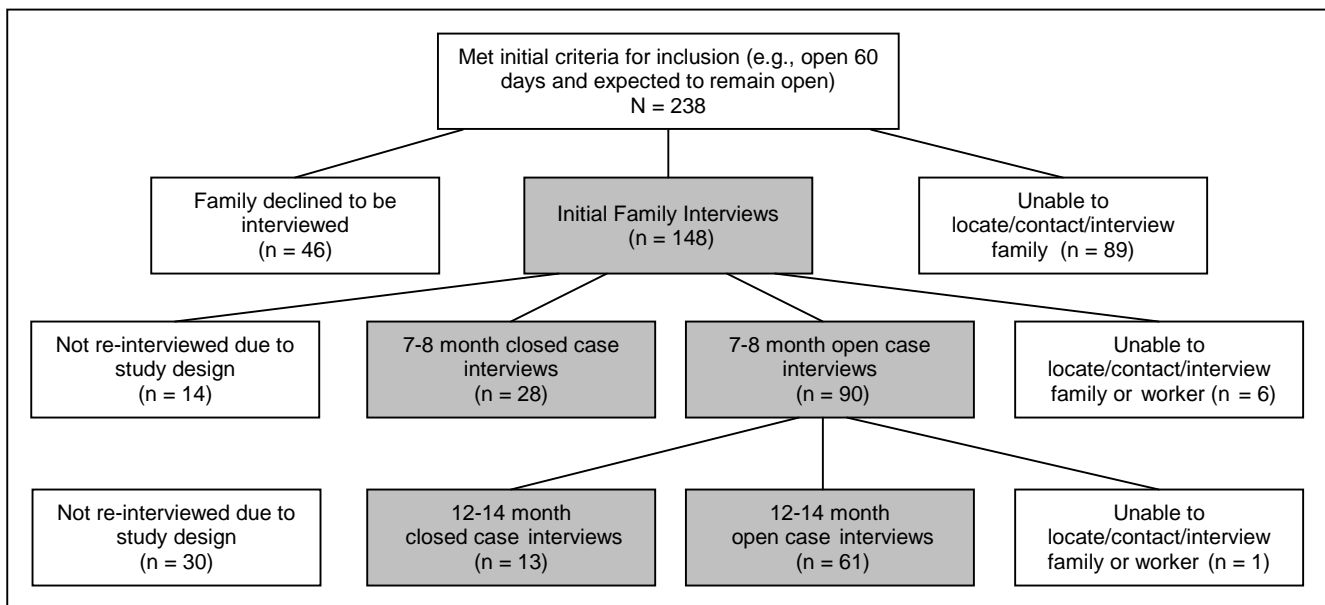 Met initial criteria for inclusion (e.g., open 60
days and expected to remain open)
N = 238
Family declined to be
interviewed
(n = 46)
Initial Family Interviews
(n = 148)
Unable to
locate/contact/interview
family (n = 89)
Not re-interviewed due to
study design
(n = 14)
7-8 month closed case
interviews
(n = 28)
7-8 month open case
interviews
(n = 90)
Unable to
locate/contact/interview
family or worker (n = 6)
Not re-interviewed due to
study design
(n = 30)
12-14 month
closed case interviews
(n = 13)
12-14 month
open case interviews
(n = 61)
Unable to
locate/contact/interview
family or worker (n = 1)